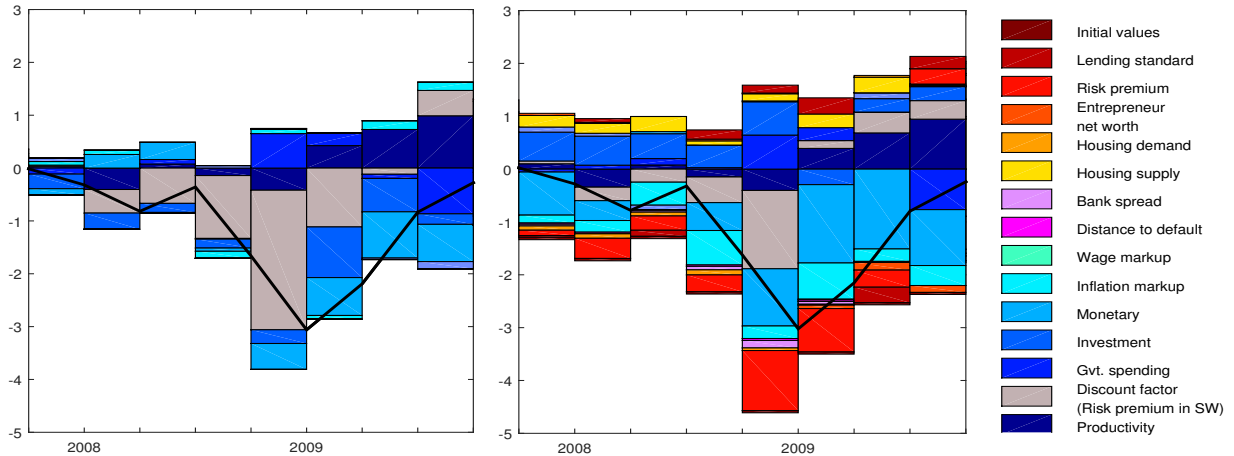 3
2
1
0
-1
-2
-3
-4
-5
2008
2009
3
2
1
0
-1
-2
-3
-4
-5
2008
2009
Initial values
Lending standard
Risk premium
Entrepreneur
net worth
Housing demand
Housing supply
Bank spread
Distance to default
Wage markup
Inflation markup
Monetary
Investment
Gvt. spending
Discount factor
(Risk premium in SW)
Productivity